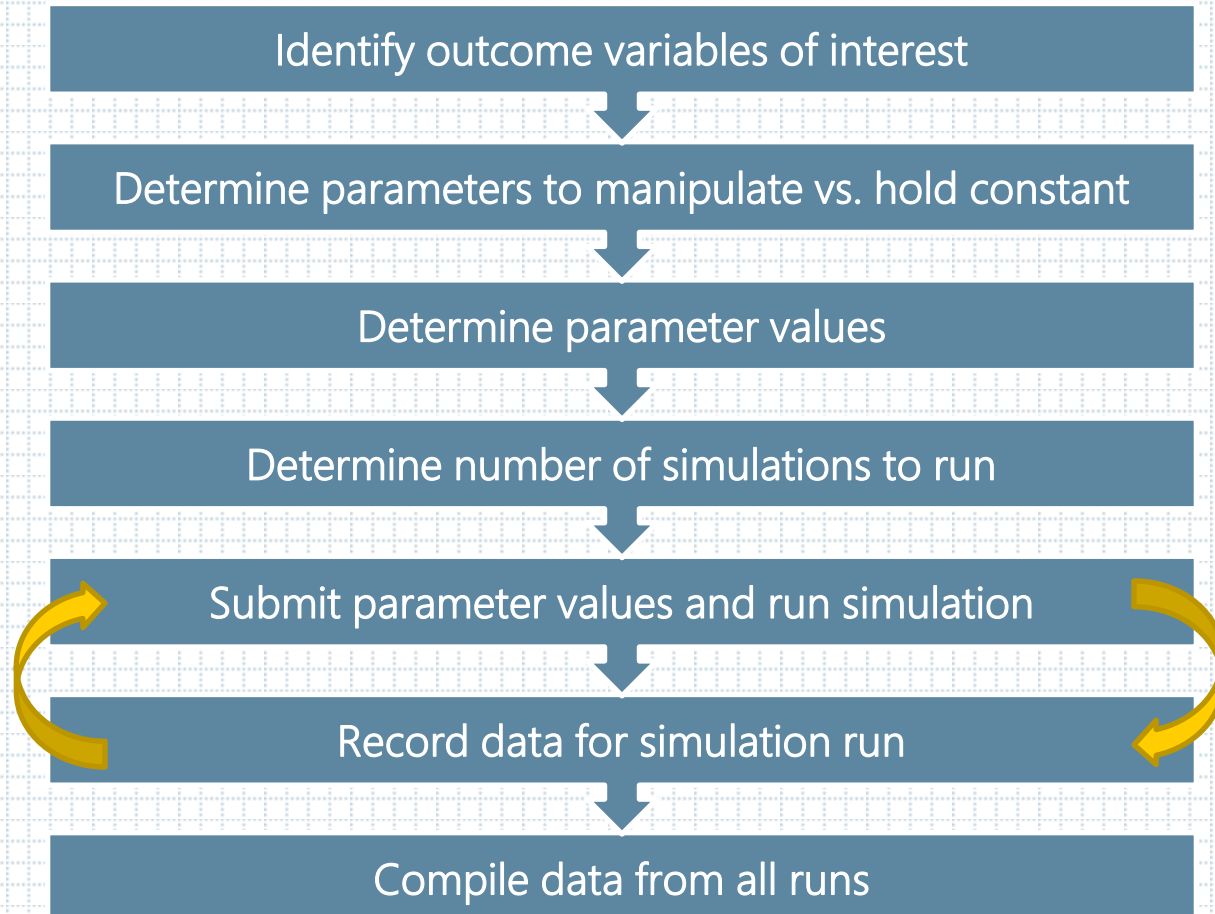 Identify outcome variables of interest
Determine parameters to manipulate vs. hold constant
Determine parameter values
Determine number of simulations to run
Submit parameter values and run simulation
Record data for simulation run
Compile data from all runs